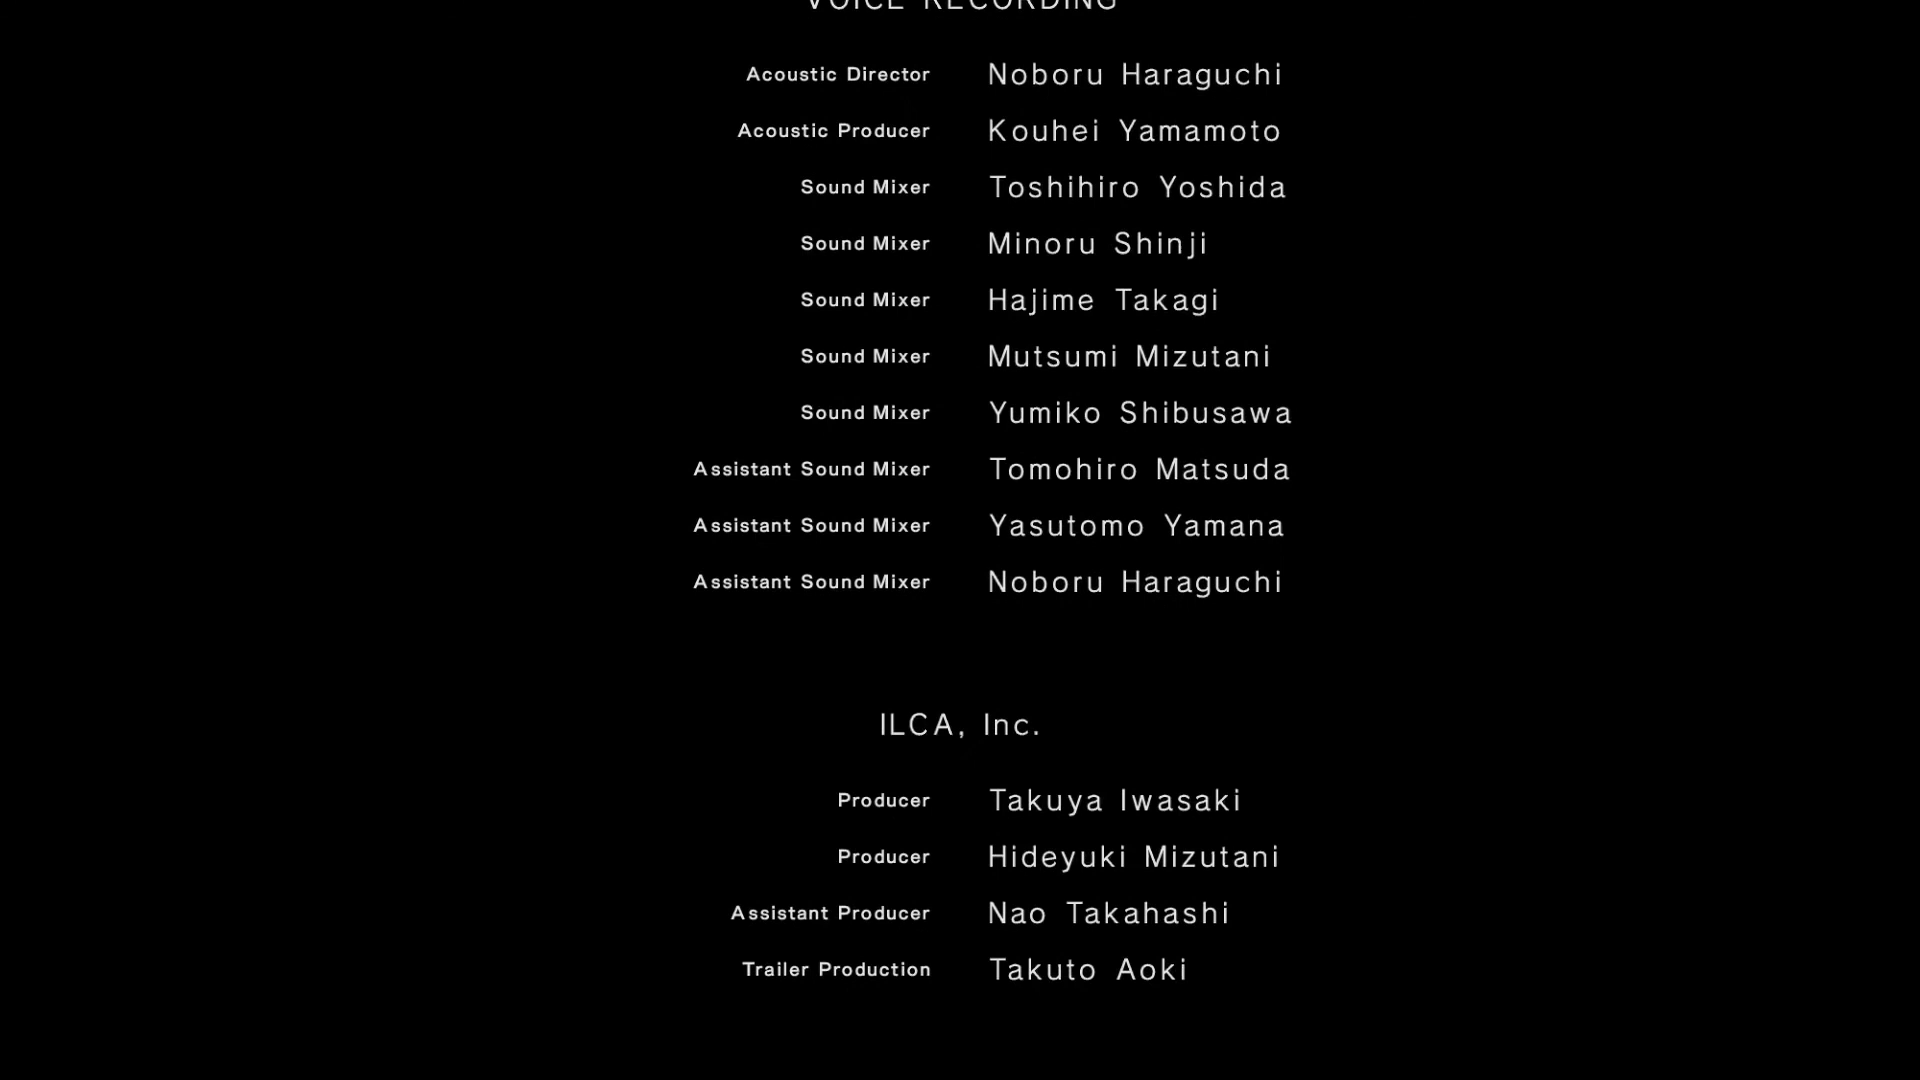 VOICE RECORDING
Acoustic Director Noboru Haraguchi
Acoustic Producer Kouhei Yamamoto
Sound Mixer Toshihiro Yoshida
Sound Mixer Minoru Shinji
Sound Mixer Hajime Takagi
Sound Mixer Mutsumi Mizutani
Sound Mixer Yumiko Shibusawa
Assistant Sound Mixer Tomohiro Matsuda
Assistant Sound Mixer Yasutomo Yamana
Assistant Sound Mixer Noboru Haraguchi
ILCA, Inc.
Producer Takuya Iwasaki
Producer Hideyuki Mizutani
Assistant Producer Nao Takahashi
Trailer Production Takuto Aoki